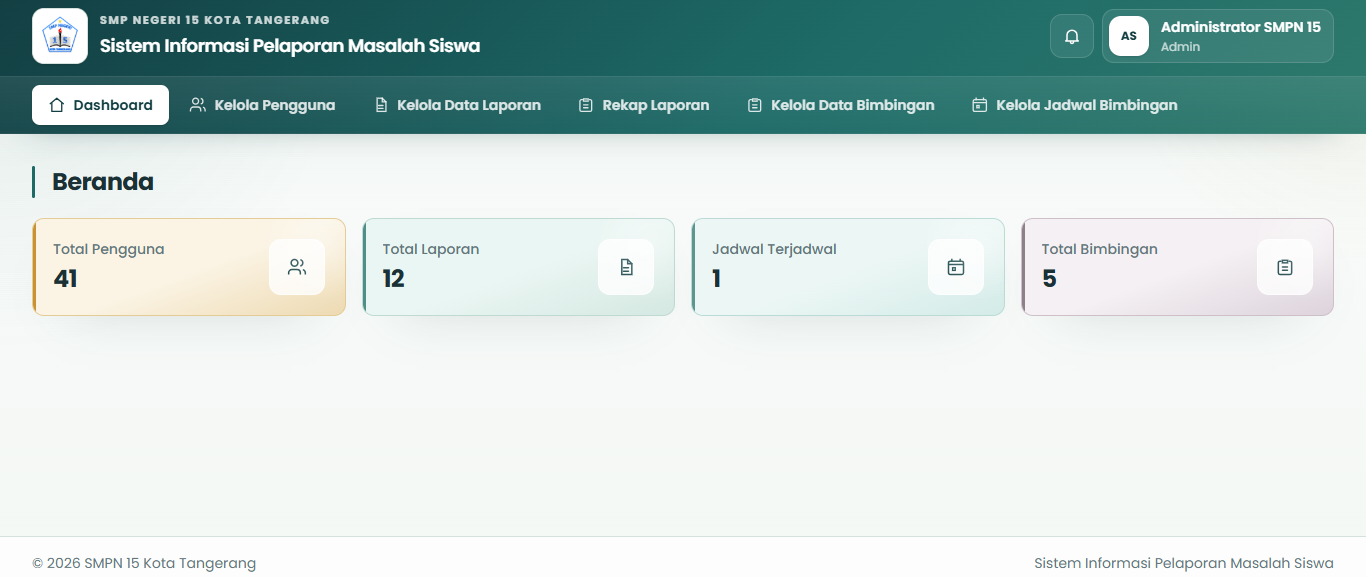 SMP NEGERI 15 KOTA TANGERANG
Sistem Informasi Pelaporan Masalah Siswa
AS
Administrator SMPN 15
Admin
Dashboard
Kelola Pengguna
Kelola Data Laporan
Rekap Laporan
Kelola Data Bimbingan
Kelola Jadwal Bimbingan
Beranda
Total Pengguna
41
Total Laporan
12
Jadwal Terjadwal
1
Total Bimbingan
5
© 2026 SMPN 15 Kota Tangerang
Sistem Informasi Pelaporan Masalah Siswa